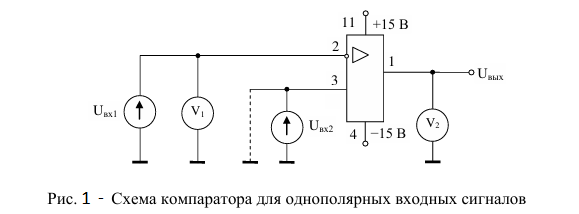 11
+15 В
2
1
3
Uвых
Uвх1
V1
Uвх2
V2
4
−15 В
Рис. 1 - Схема компаратора для однополярных входных сигналов